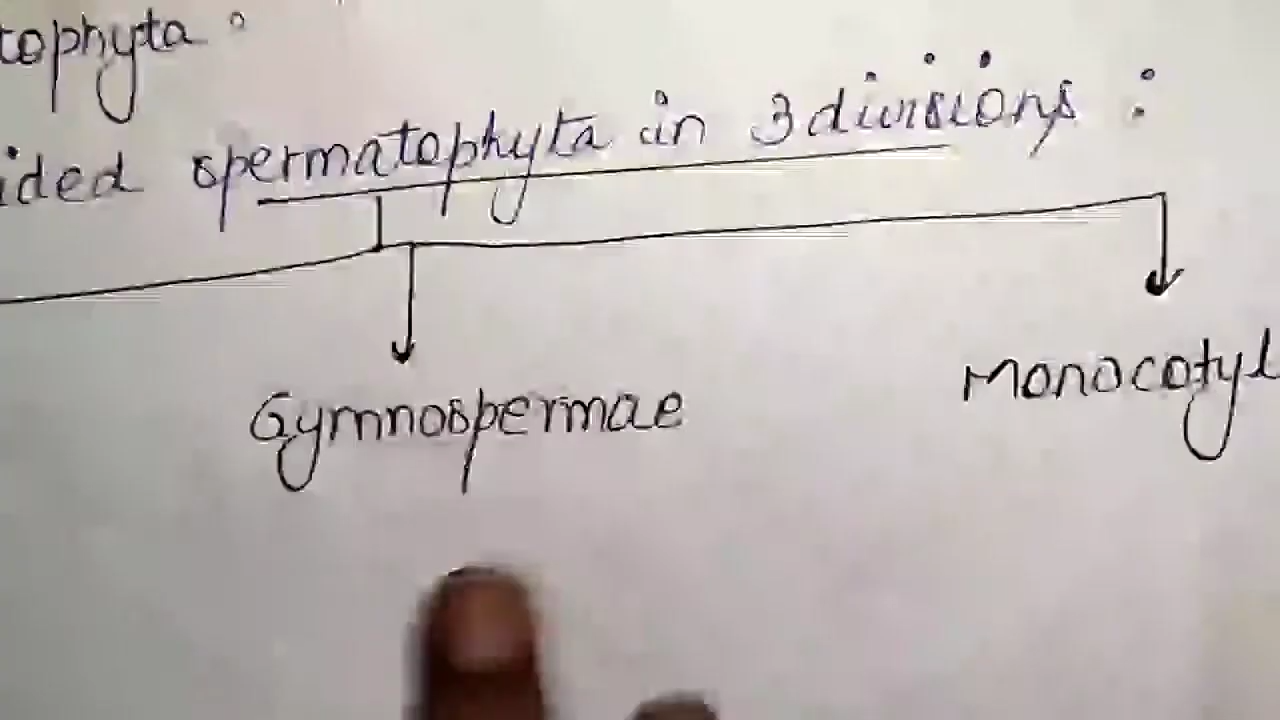 tophyta :
ided spermatophyta in 3 divisions :
Gymnospermae
Monocotyl